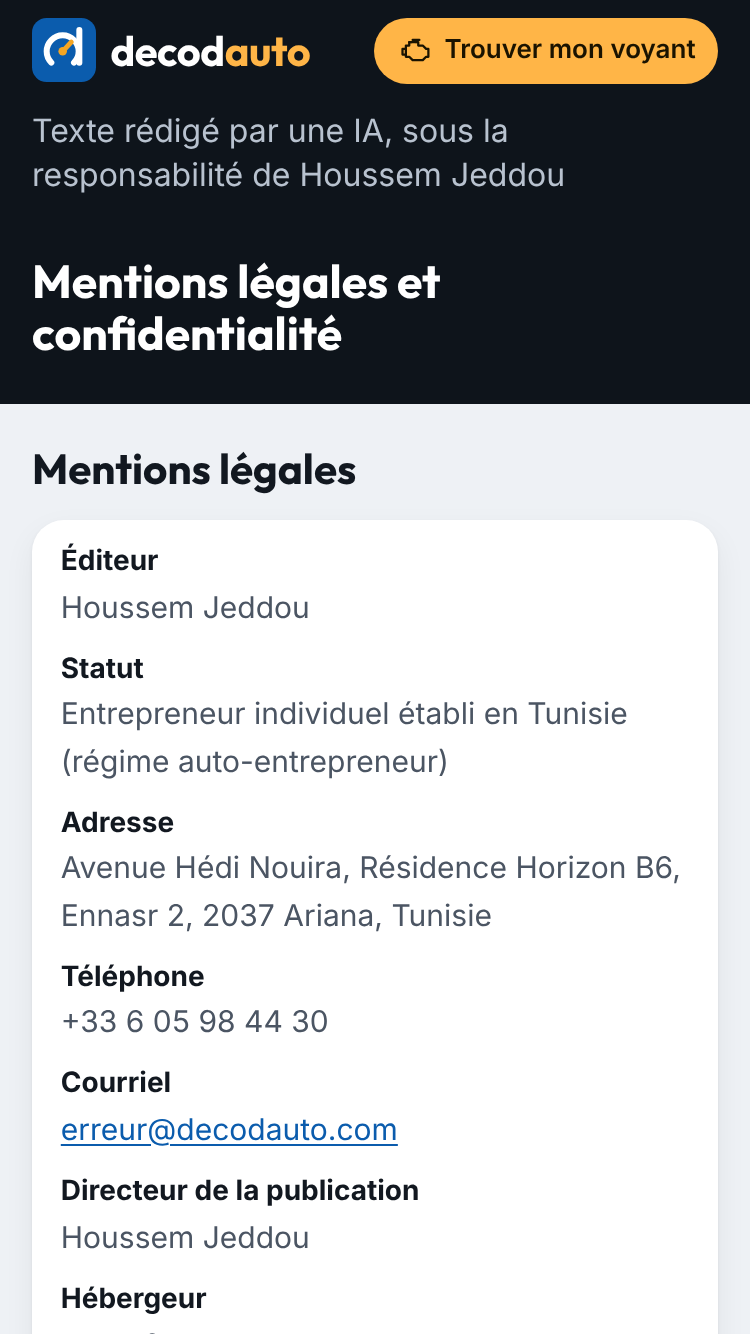 decodauto
Trouver mon voyant
Texte rédigé par une IA, sous la
responsabilité de Houssem Jeddou
Mentions légales et
confidentialité
Mentions légales
Éditeur
Houssem Jeddou
Statut
Entrepreneur individuel établi en Tunisie
(régime auto-entrepreneur)
Adresse
Avenue Hédi Nouira, Résidence Horizon B6,
Ennasr 2, 2037 Ariana, Tunisie
Téléphone
+33 6 05 98 44 30
Courriel
erreur@decodauto.com
Directeur de la publication
Houssem Jeddou
Hébergeur